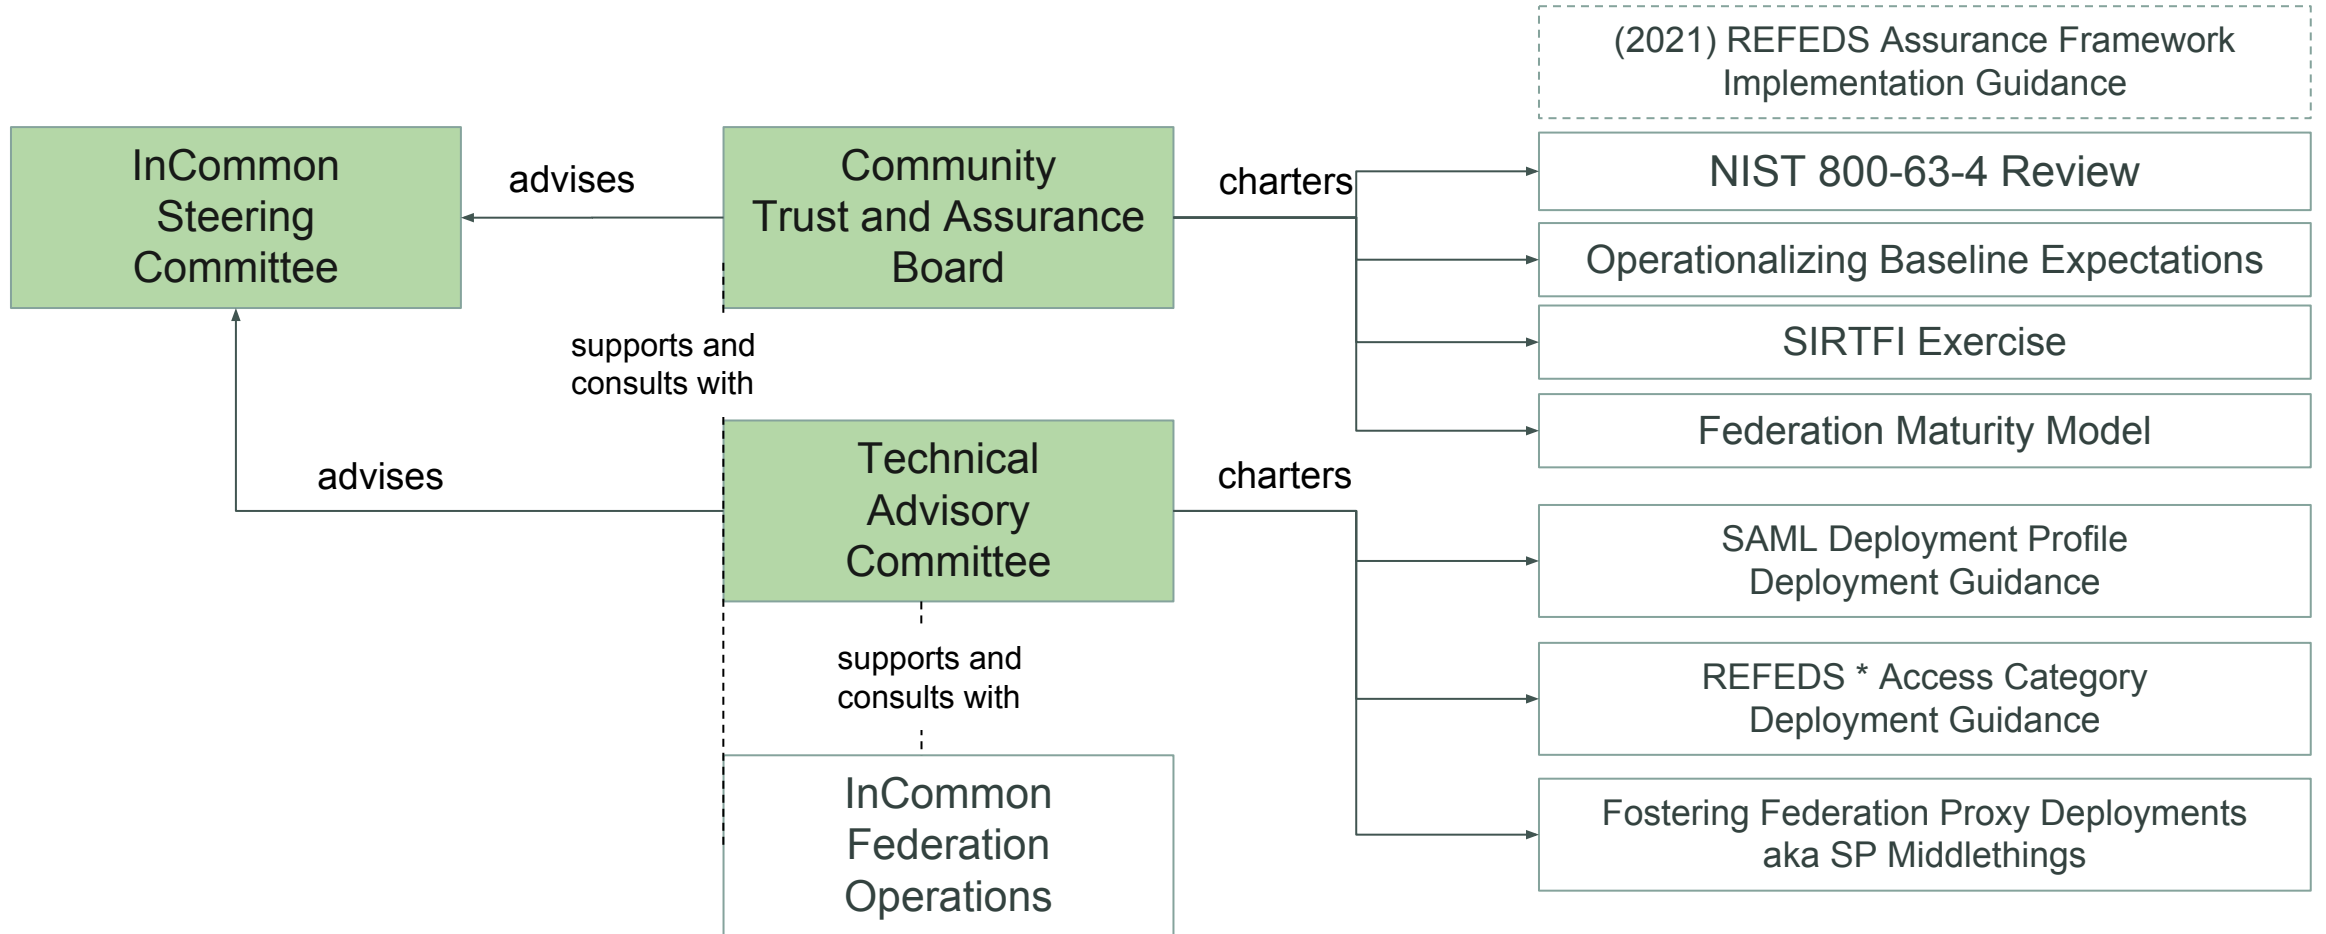 (2021) REFEDS Assurance Framework
Implementation Guidance
InCommon
Steering
Committee
advises
Community
Trust and Assurance
Board
charters
NIST 800-63-4 Review
Operationalizing Baseline Expectations
SIRTFI Exercise
Federation Maturity Model
supports and
consults with
advises
Technical
Advisory
Committee
charters
SAML Deployment Profile
Deployment Guidance
REFEDS * Access Category
Deployment Guidance
Fostering Federation Proxy Deployments
aka SP Middlethings
supports and
consults with
InCommon
Federation
Operations